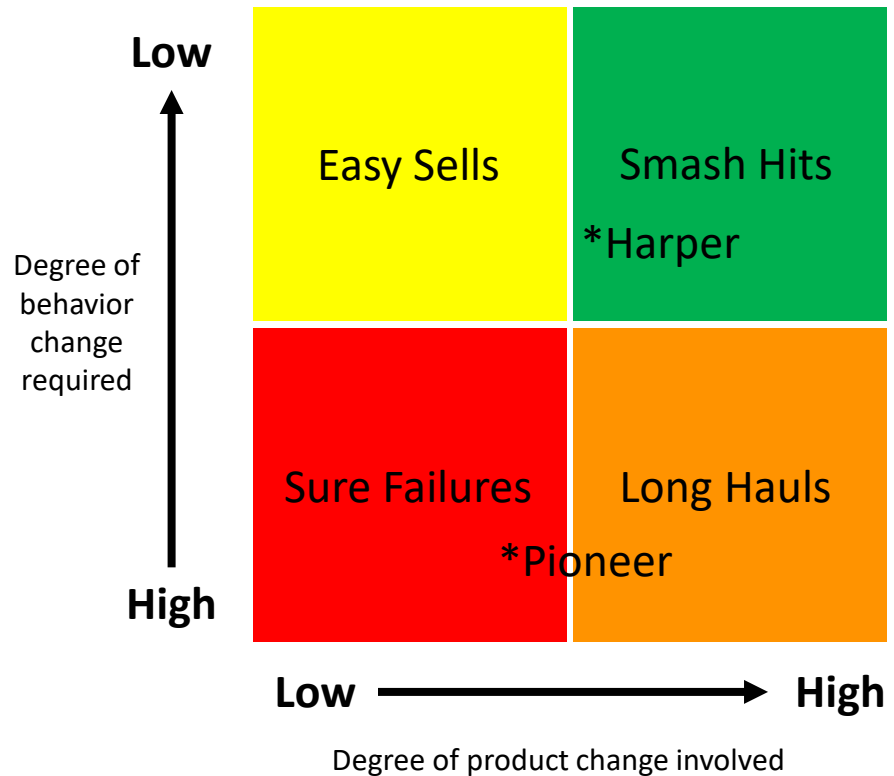 Low
Easy Sells
Smash Hits
*Harper
Degree of
behavior
change
required
Sure Failures
Long Hauls
*Pioneer
High
Low
High
Degree of product change involved